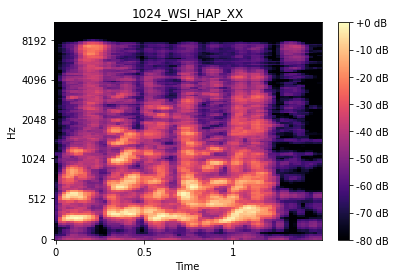 1024_WSI_HAP_XX
+0 dB
8192
-10 dB
4096
-20 dB
-30 dB
2048
Hz
-40 dB
1024
-50 dB
512
-60 dB
-70 dB
0
-80 dB
0
0.5
1
Time